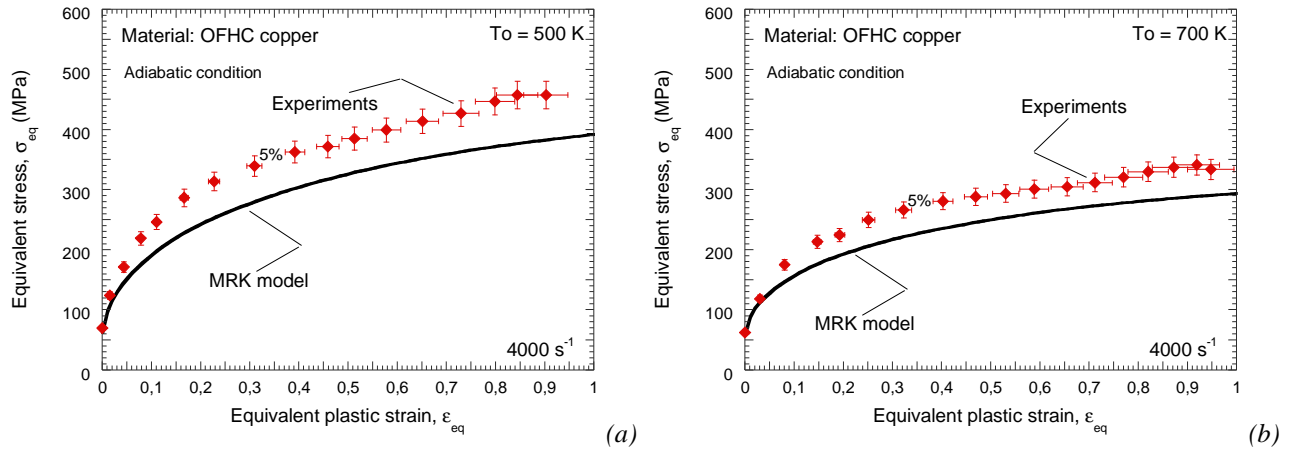 600
500
400
300
200
100
0
Equivalent stress, σeq (MPa)
Material: OFHC copper
To = 500 K
Adiabatic condition
Experiments
5%
MRK model
4000 s-1
0 0,1 0,2 0,3 0,4 0,5 0,6 0,7 0,8 0,9 1
Equivalent plastic strain, εeq
(a)
600
500
400
300
200
100
0
Equivalent stress, σeq (MPa)
Material: OFHC copper
To = 700 K
Adiabatic condition
Experiments
5%
MRK model
4000 s-1
0 0,1 0,2 0,3 0,4 0,5 0,6 0,7 0,8 0,9 1
Equivalent plastic strain, εeq
(b)